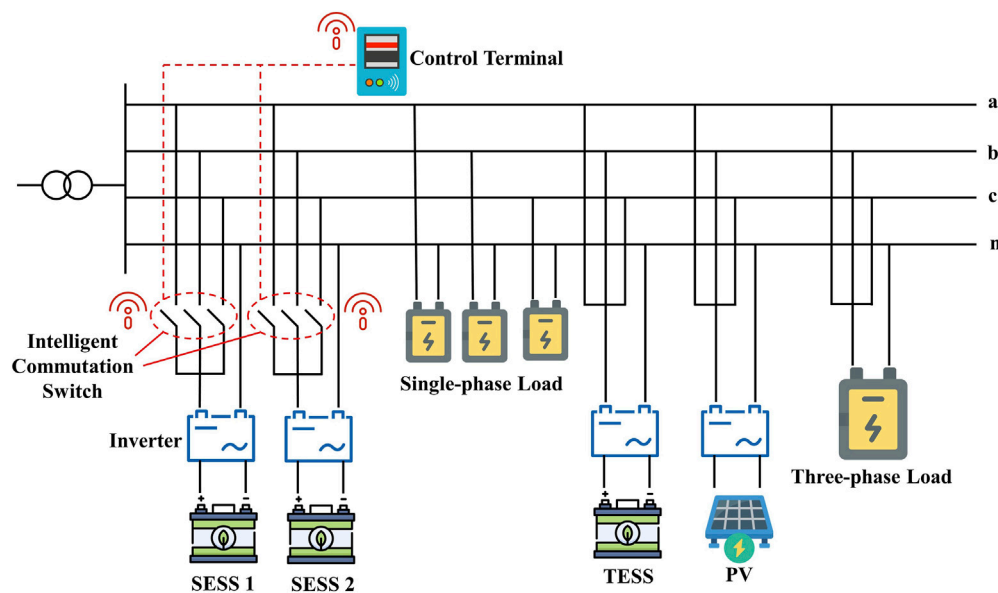 Control Terminal
a
b
c
n
Intelligent
Commutation
Switch
Single-phase Load
Inverter
Three-phase Load
+ -
+ -
+ -
SESS 1
SESS 2
TESS
PV